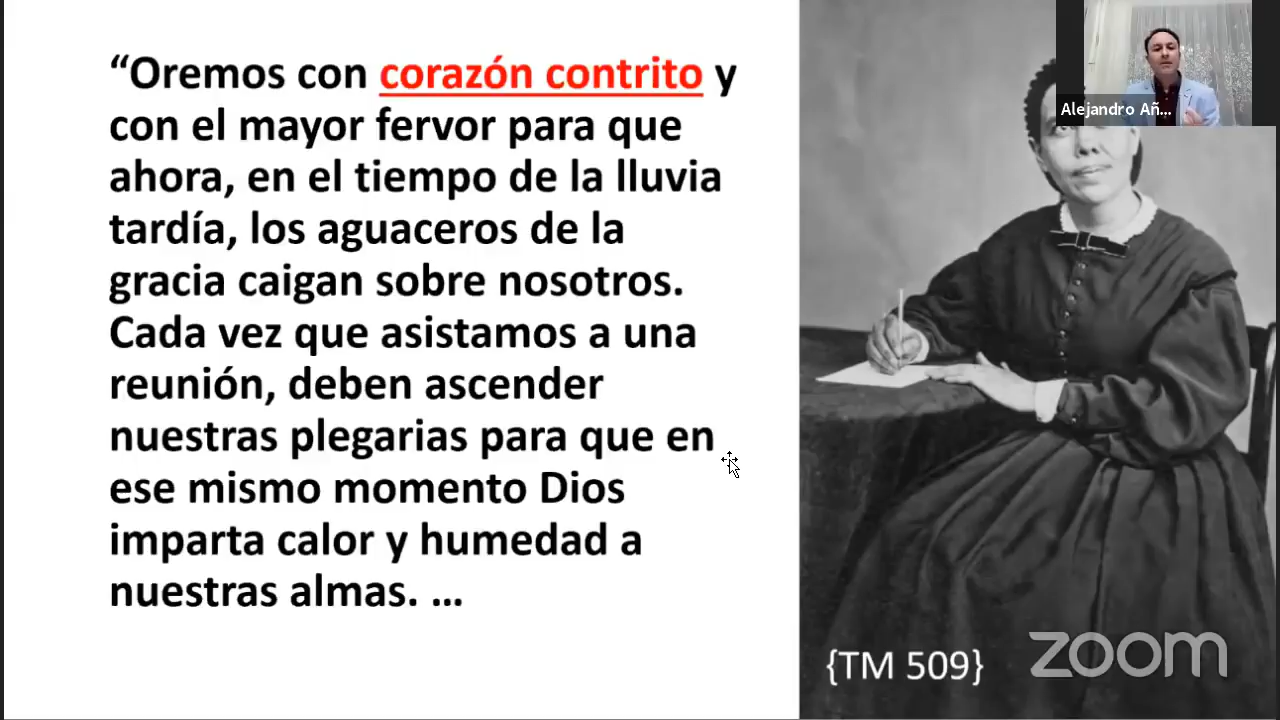 “Oremos con corazón contrito y
con el mayor fervor para que
ahora, en el tiempo de la lluvia
tardía, los aguaceros de la
gracia caigan sobre nosotros.
Cada vez que asistamos a una
reunión, deben ascender
nuestras plegarias para que en
ese mismo momento Dios
imparta calor y humedad a
nuestras almas. ...
Alejandro Añ...
{TM 509}
zoom